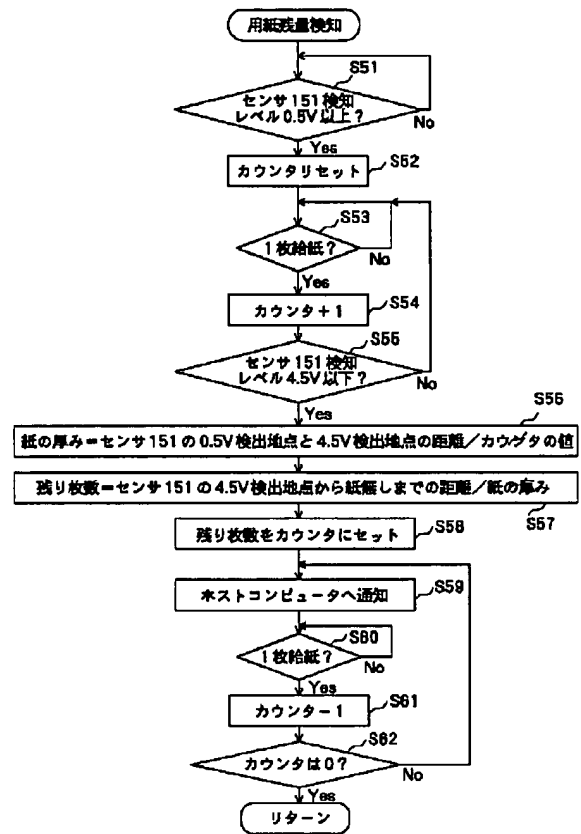 用紙残量検知
S51
センサ151検知
レベル0.5V以上?
No
Yes
S52
カウンタリセット
S53
1枚給紙?
No
Yes
S54
カウンタ+1
S55
センサ151検知
レベル4.5V以下?
No
Yes
S56
紙の厚み=センサ151の0.5V検出地点と4.5V検出地点の距離/カウンタの値
残り枚数=センサ151の4.5V検出地点から紙無しまでの距離/紙の厚み
S57
残り枚数をカウンタにセット
S58
ホストコンピュータへ通知
S59
S60
1枚給紙?
No
Yes
カウンタ-1
S61
S62
カウンタは0?
No
Yes
リターン